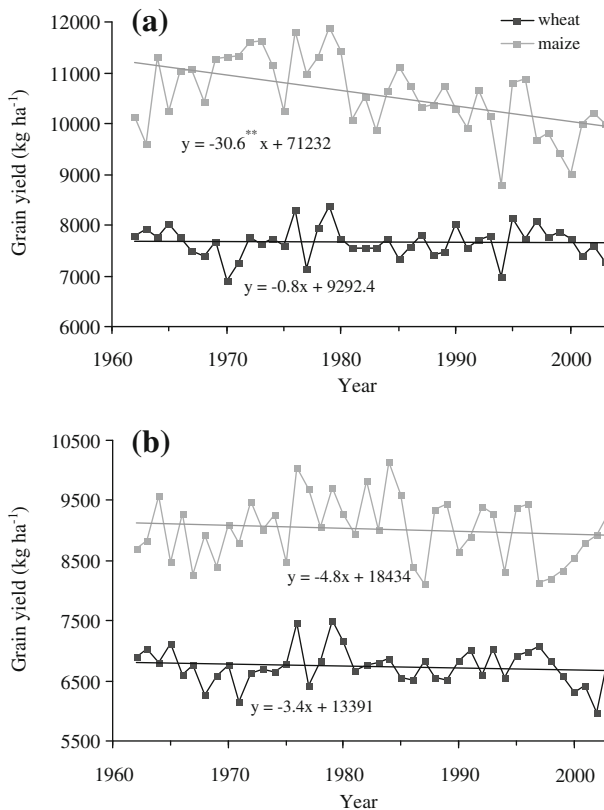 (a)
wheat
maize
Grain yield (kg ha⁻¹)
12000
11000
10000
9000
8000
7000
6000
y = -30.6** x + 71232
y = -0.8x + 9292.4
1960 1970 1980 1990 2000
Year
(b)
Grain yield (kg ha⁻¹)
10500
9500
8500
7500
6500
5500
y = -4.8x + 18434
y = -3.4x + 13391
1960 1970 1980 1990 2000
Year